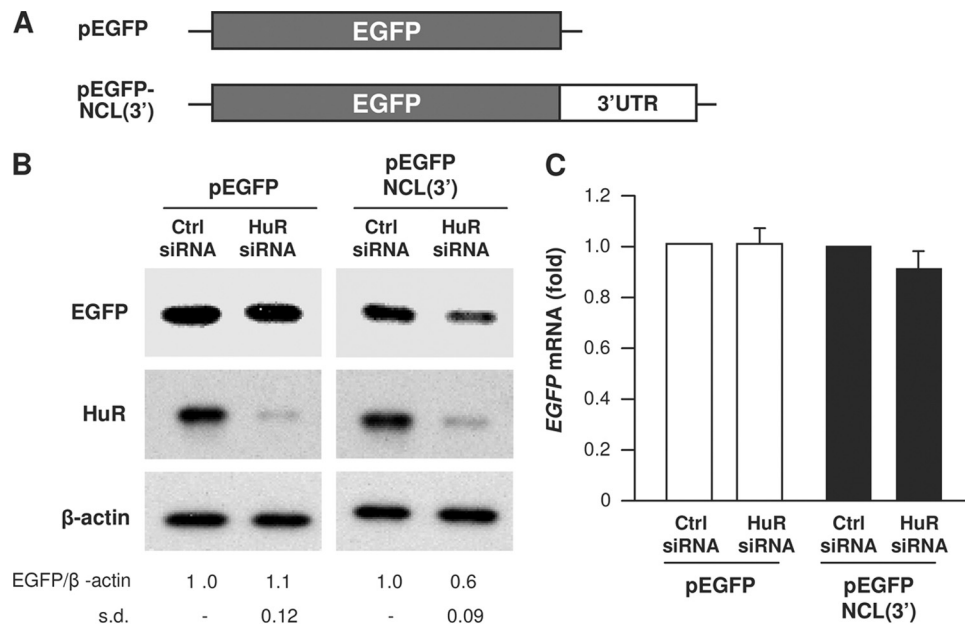 A
pEGFP
EGFP
pEGFP-
NCL(3')
EGFP
3'UTR
B
pEGFP
pEGFP
NCL(3')
Ctrl
siRNA
HuR
siRNA
Ctrl
siRNA
HuR
siRNA
EGFP
HuR
β-actin
EGFP/β -actin 1 .0 1.1 1.0 0.6
s.d. - 0.12 - 0.09
C
EGFP mRNA (fold)
1.2
1.0
0.8
0.6
0.4
0.2
0
Ctrl
siRNA
HuR
siRNA
Ctrl
siRNA
HuR
siRNA
pEGFP
pEGFP
NCL(3')